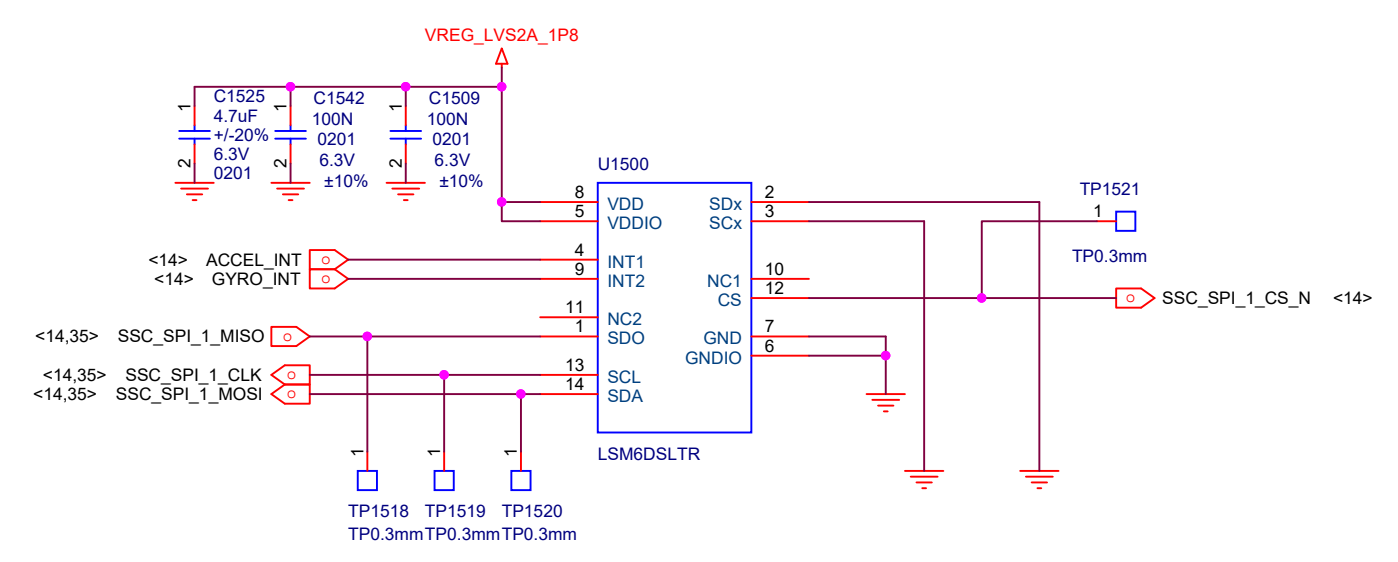 VREG_LVS2A_1P8
1
C1525
4.7uF
+/-20%
6.3V
0201
2
1
C1542
100N
0201
6.3V
±10%
2
1
C1509
100N
0201
6.3V
±10%
2
U1500
8 VDD
5 VDDIO
<14> ACCEL_INT 4 INT1
<14> GYRO_INT 9 INT2
11 NC2
<14,35> SSC_SPI_1_MISO 1 SDO
<14,35> SSC_SPI_1_CLK 13 SCL
<14,35> SSC_SPI_1_MOSI 14 SDA
SDx 2
SCx 3
NC1 10
CS 12
GND 7
GNDIO 6
LSM6DSLTR
TP1521
1
TP0.3mm
SSC_SPI_1_CS_N <14>
1 1 1
TP1518 TP1519 TP1520
TP0.3mm TP0.3mm TP0.3mm